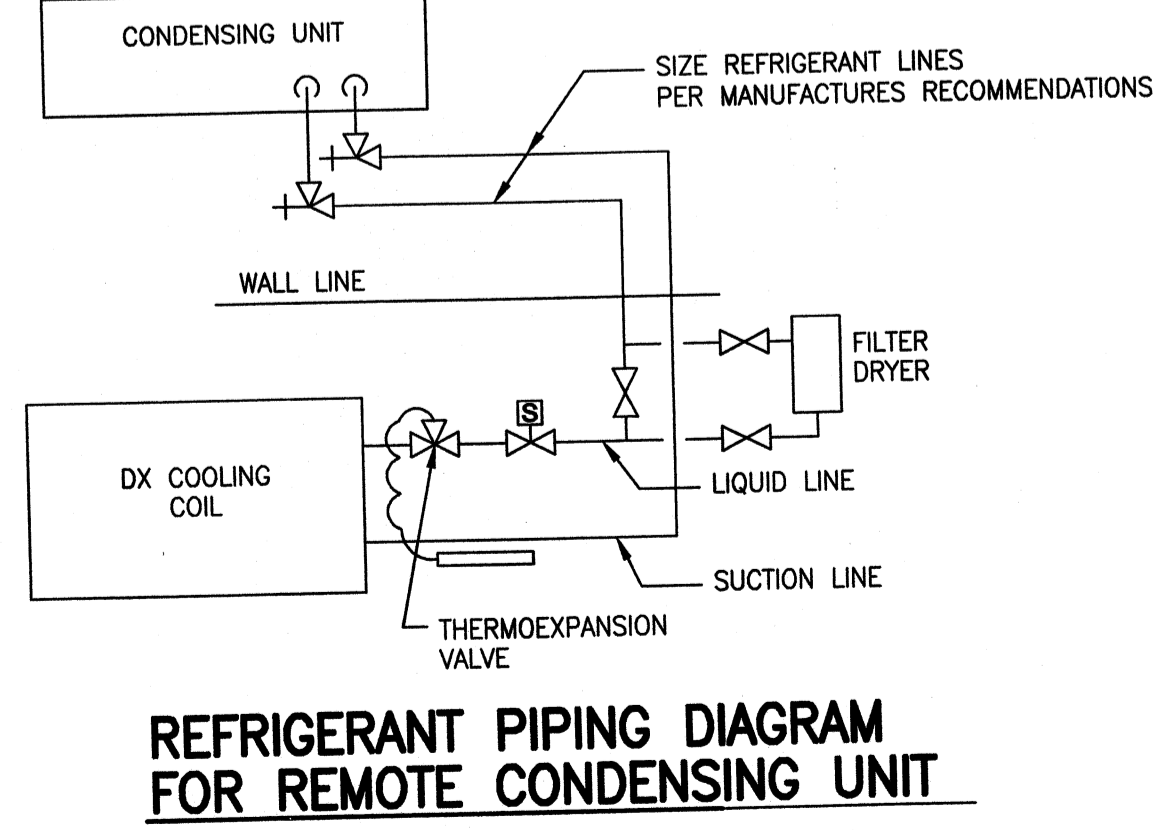 CONDENSING UNIT
SIZE REFRIGERANT LINES
PER MANUFACTURES RECOMMENDATIONS
WALL LINE
FILTER
DRYER
S
DX COOLING
COIL
LIQUID LINE
SUCTION LINE
THERMOEXPANSION
VALVE
REFRIGERANT PIPING DIAGRAM
FOR REMOTE CONDENSING UNIT